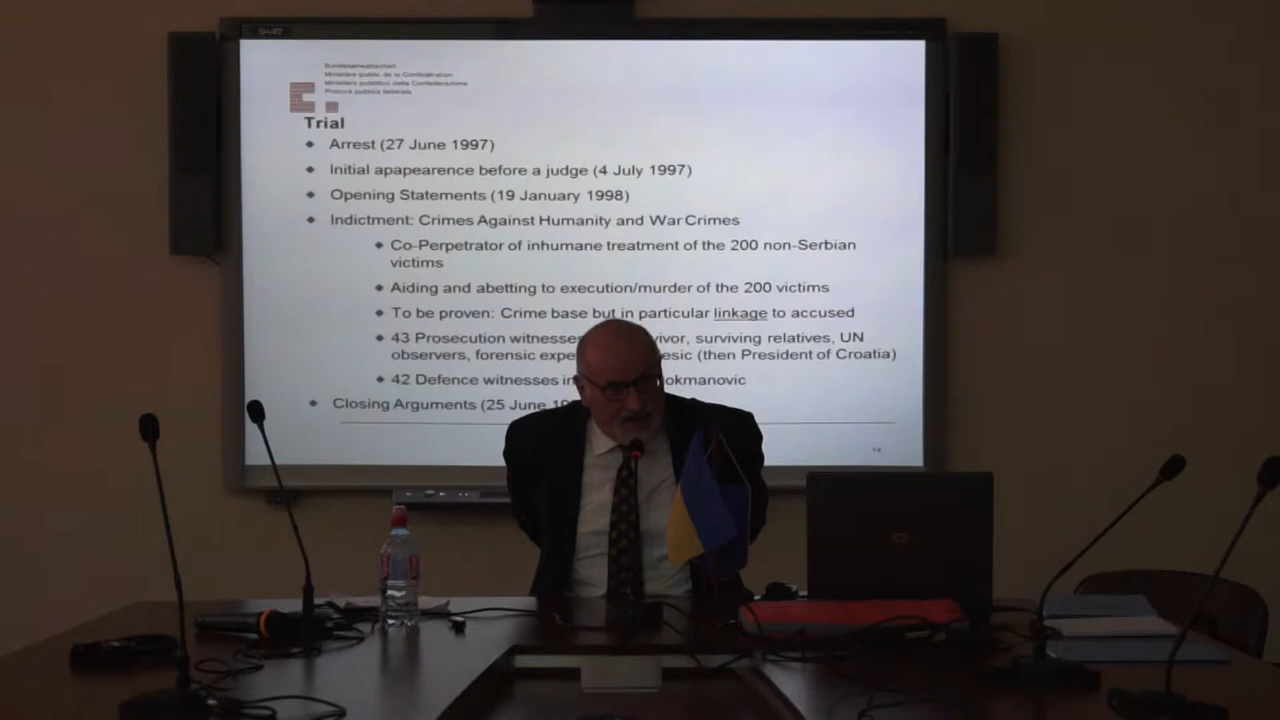 SMART
Bundesanwaltschaft
Ministère public de la Confédération
Ministero pubblico della Confederazione
Procura publica federala
Trial
Arrest (27 June 1997)
Initial apapearence before a judge (4 July 1997)
Opening Statements (19 January 1998)
Indictment: Crimes Against Humanity and War Crimes
Co-Perpetrator of inhumane treatment of the 200 non-Serbian
victims
Aiding and abetting to execution/murder of the 200 victims
To be proven: Crime base but in particular linkage to accused
43 Prosecution witnesses vivor, surviving relatives, UN
observers, forensic expe esic (then President of Croatia)
42 Defence witnesses in okmanovic
Closing Arguments (25 June 19
14